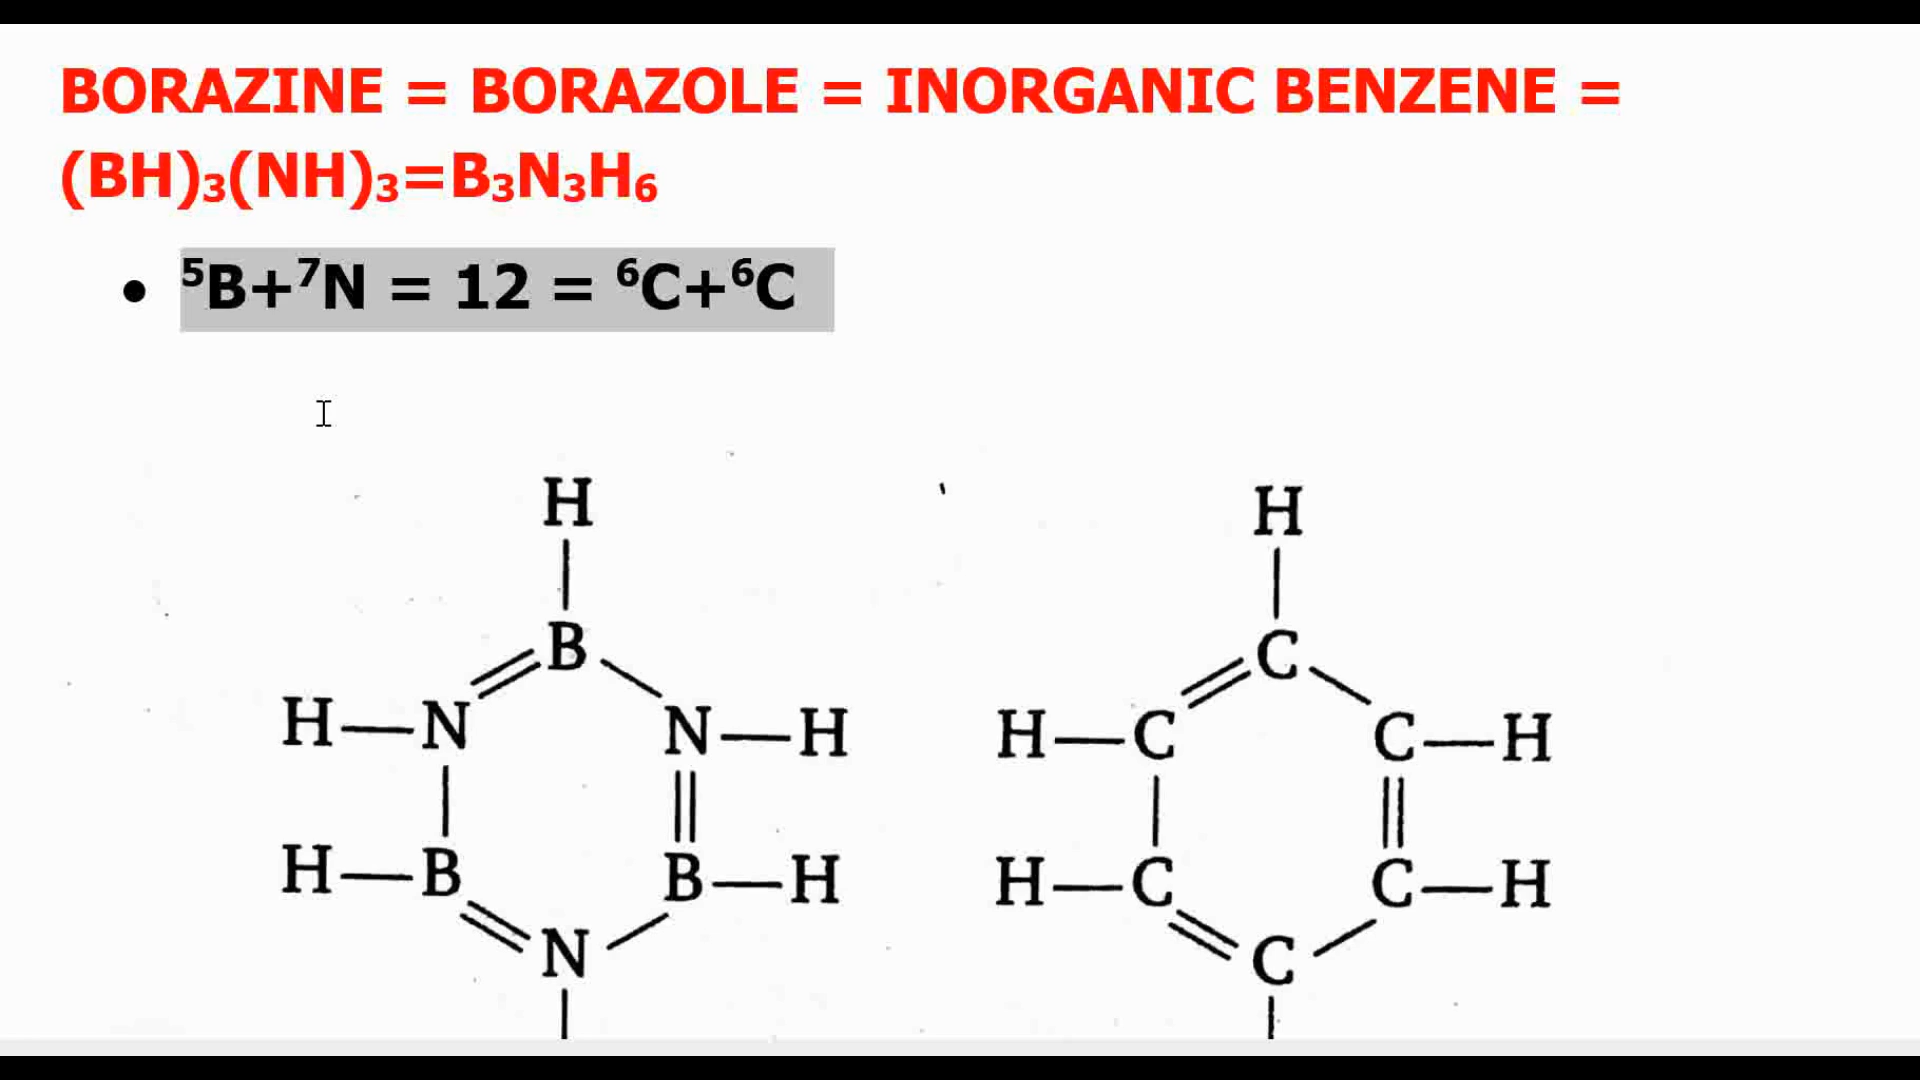 BORAZINE = BORAZOLE = INORGANIC BENZENE =
(BH)₃(NH)₃=B₃N₃H₆
• ⁵B+⁷N = 12 = ⁶C+⁶C
H H
B C
H—N N—H H—C C—H
H—B B—H H—C C—H
N C